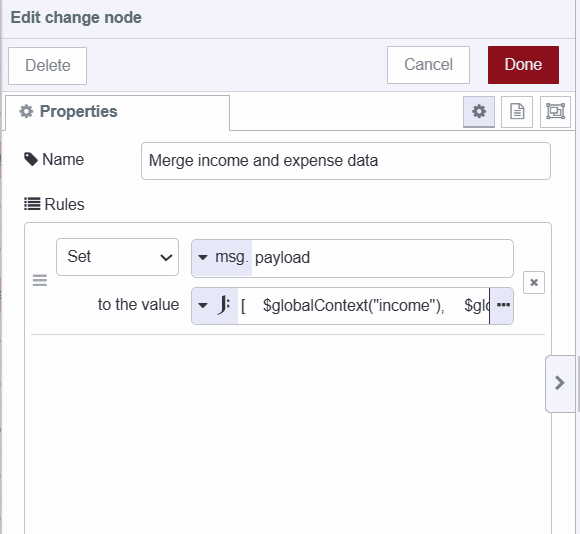 Edit change node
Delete Cancel Done
Properties
Name Merge income and expense data
Rules
Set msg. payload
to the value J: [ $globalContext("income"),